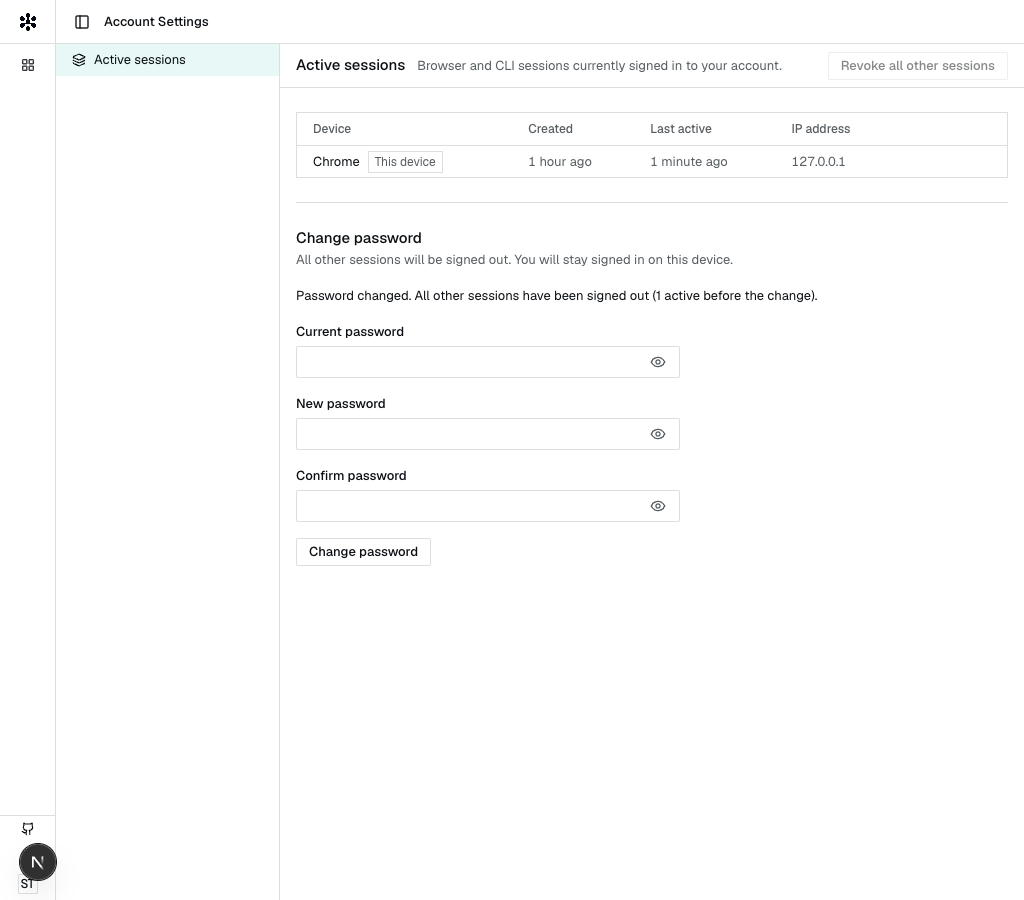 Account Settings
Active sessions
Active sessions Browser and CLI sessions currently signed in to your account. Revoke all other sessions
Device Created Last active IP address
Chrome This device 1 hour ago 1 minute ago 127.0.0.1
Change password
All other sessions will be signed out. You will stay signed in on this device.
Password changed. All other sessions have been signed out (1 active before the change).
Current password
New password
Confirm password
Change password
N
ST